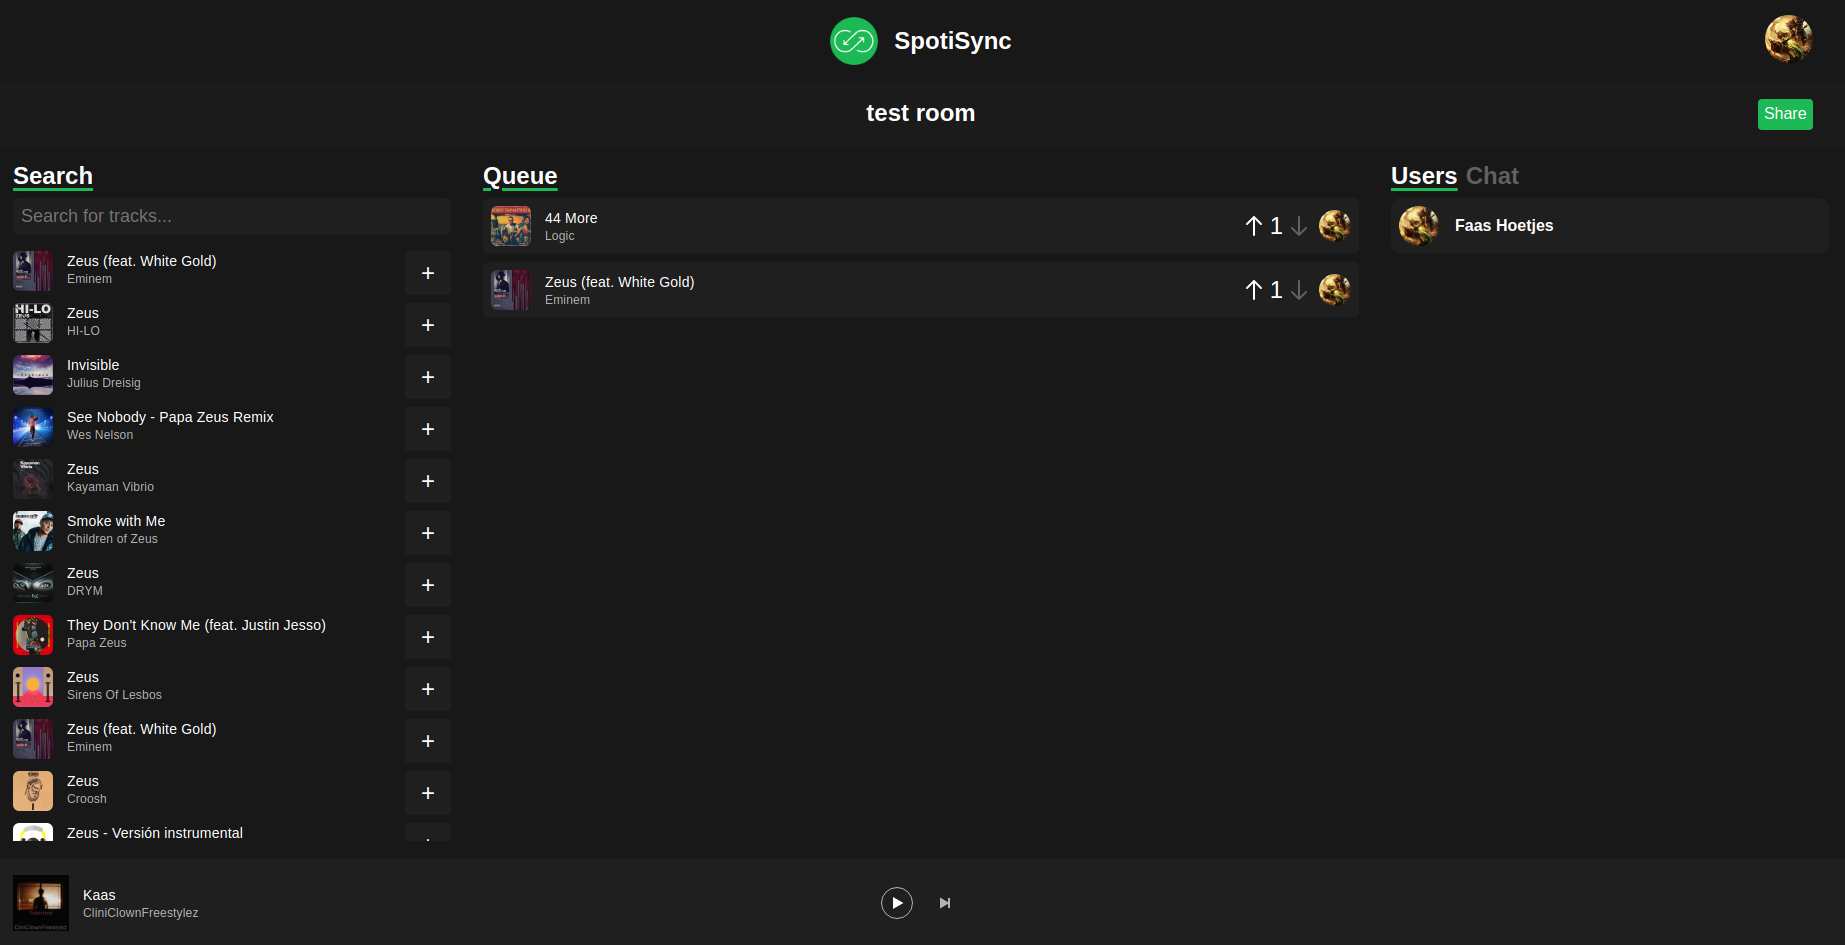 SpotiSync
test room
Share
Search
Search for tracks...
Zeus (feat. White Gold)
Eminem
+
Zeus
HI-LO
+
Invisible
Julius Dreisig
+
See Nobody - Papa Zeus Remix
Wes Nelson
+
Zeus
Kayaman Vibrio
+
Smoke with Me
Children of Zeus
+
Zeus
DRYM
+
They Don't Know Me (feat. Justin Jesso)
Papa Zeus
+
Zeus
Sirens Of Lesbos
+
Zeus (feat. White Gold)
Eminem
+
Zeus
Croosh
+
Zeus - Versión instrumental
Queue
44 More
Logic
1
Zeus (feat. White Gold)
Eminem
1
Users Chat
Faas Hoetjes
Kaas
CliniClownFreestylez
HI-LO
ZEUS
Kayaman
Vibrio
CliniClownFreestylez